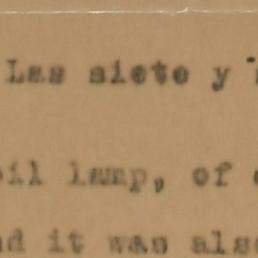 Las siete y
oil lamp, of
it was also